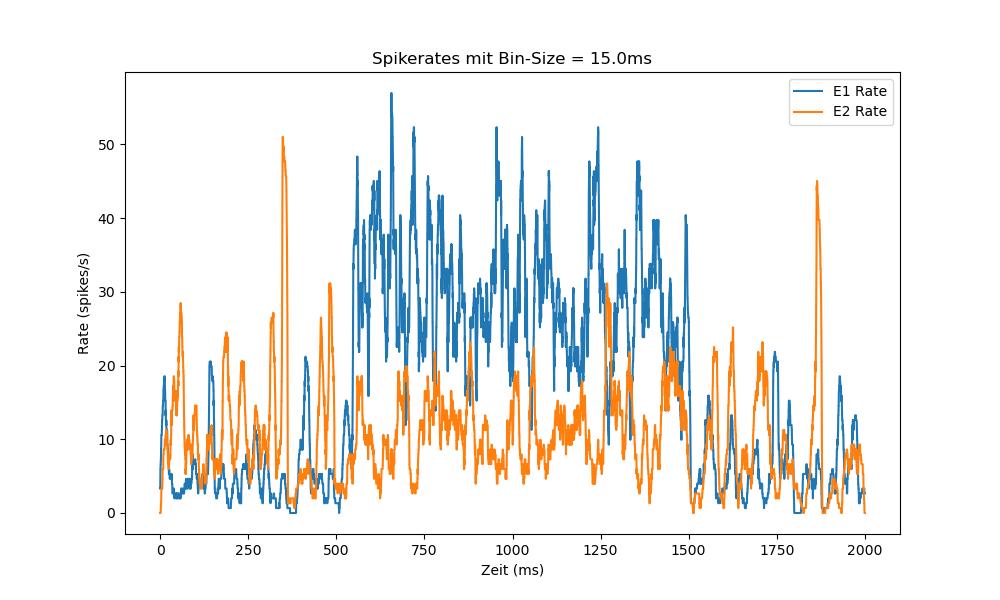 Spikerates mit Bin-Size = 15.0ms
E1 Rate
E2 Rate
Rate (spikes/s)
50
40
30
20
10
0
0 250 500 750 1000 1250 1500 1750 2000
Zeit (ms)